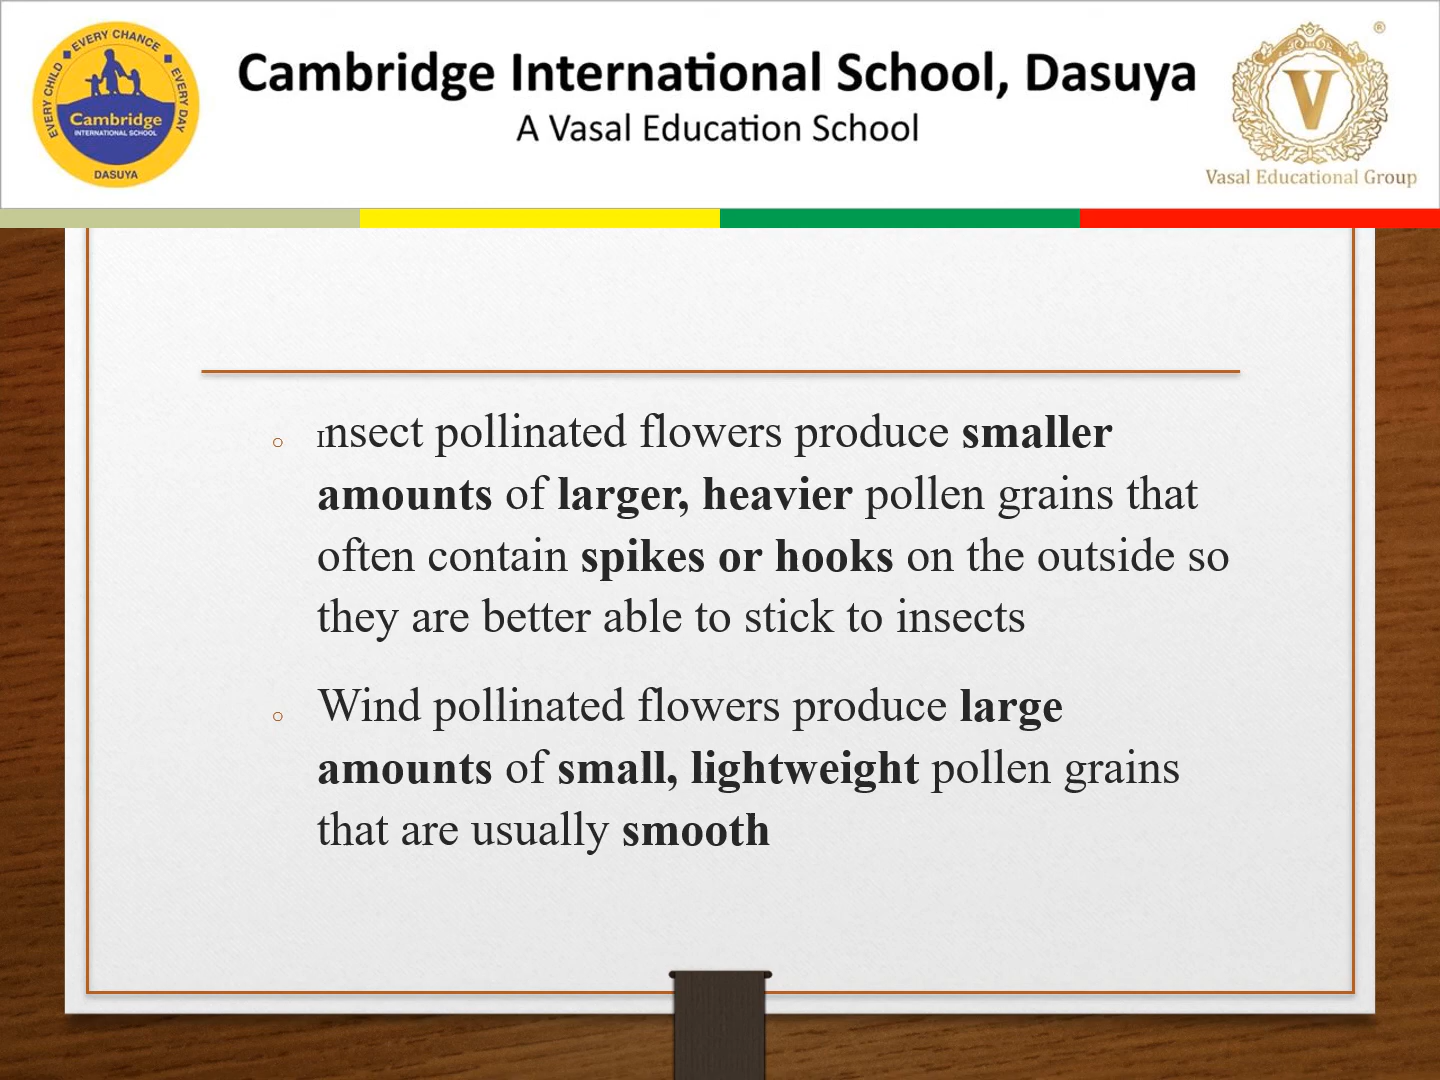 EVERY CHILD EVERY CHANCE EVERY DAY
Cambridge
INTERNATIONAL SCHOOL
DASUYA
Cambridge International School, Dasuya
A Vasal Education School
®
V
Vasal Educational Group
Insect pollinated flowers produce smaller
amounts of larger, heavier pollen grains that
often contain spikes or hooks on the outside so
they are better able to stick to insects
Wind pollinated flowers produce large
amounts of small, lightweight pollen grains
that are usually smooth